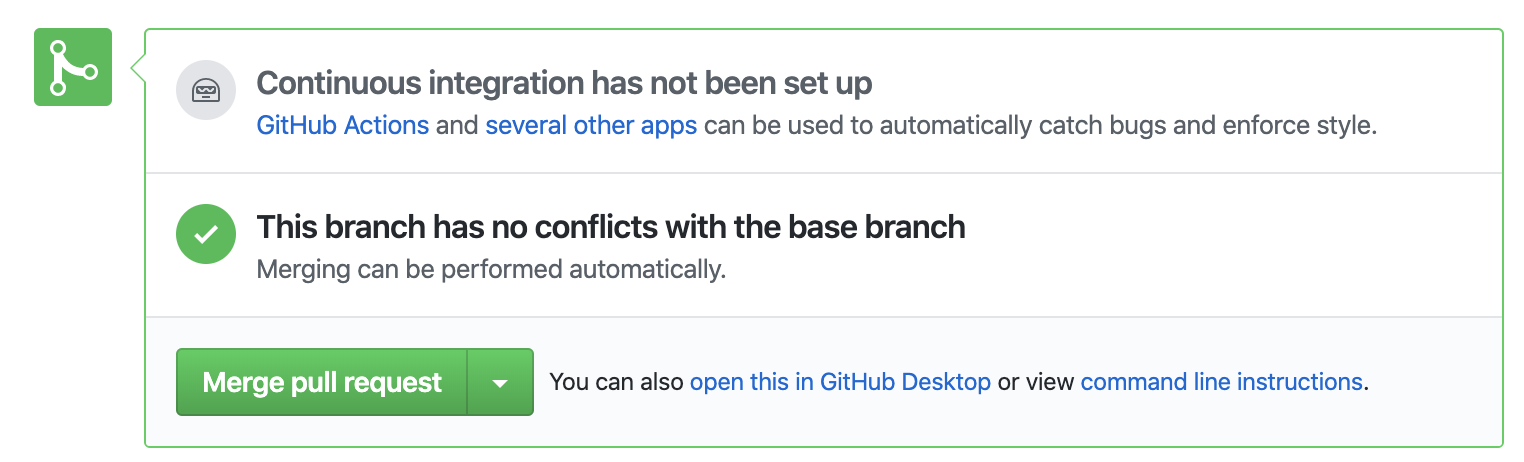 Continuous integration has not been set up
GitHub Actions and several other apps can be used to automatically catch bugs and enforce style.
This branch has no conflicts with the base branch
Merging can be performed automatically.
Merge pull request You can also open this in GitHub Desktop or view command line instructions.